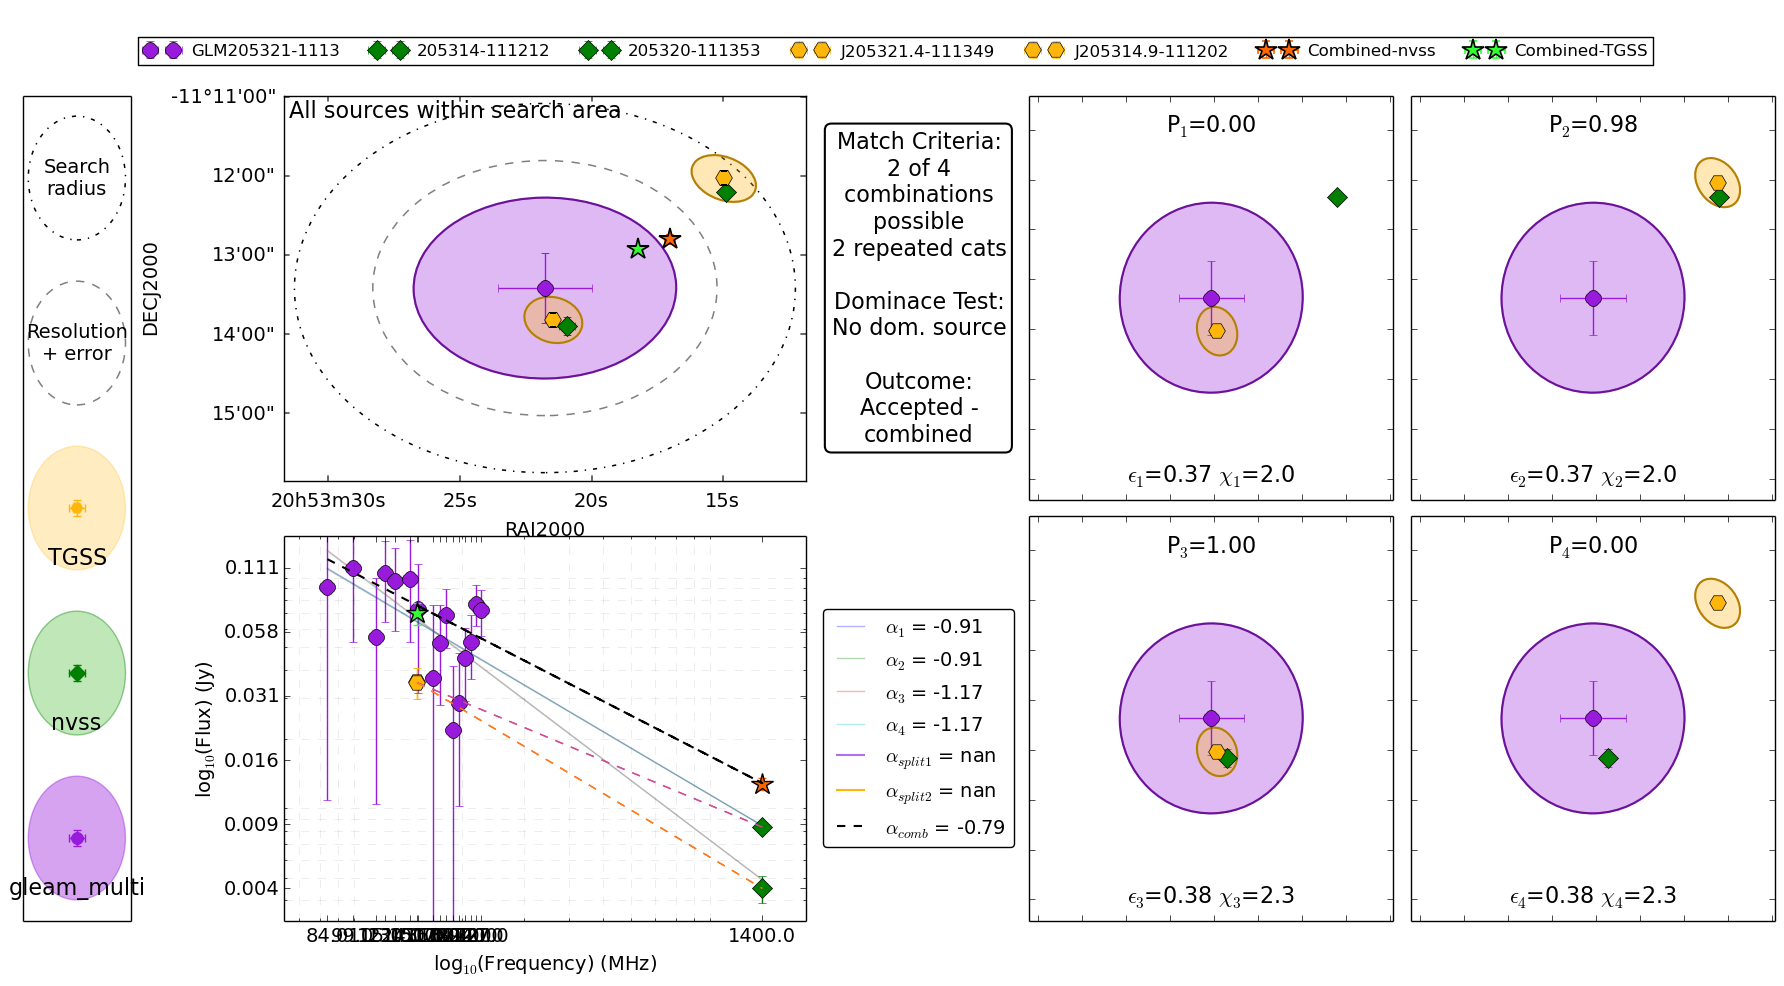 GLM205321-1113 205314-111212 205320-111353 J205321.4-111349 J205314.9-111202 Combined-nvss Combined-TGSS
Search
radius
Resolution
+ error
TGSS
nvss
gleam_multi
All sources within search area
-11°11'00"
12'00"
13'00"
14'00"
15'00"
DECJ2000
20h53m30s 25s 20s 15s
RAJ2000
Match Criteria:
2 of 4
combinations
possible
2 repeated cats
Dominace Test:
No dom. source
Outcome:
Accepted -
combined
P1=0.00
ϵ1=0.37 χ1=2.0
P2=0.98
ϵ2=0.37 χ2=2.0
P3=1.00
ϵ3=0.38 χ3=2.3
P4=0.00
ϵ4=0.38 χ4=2.3
0.111
0.058
0.031
0.016
0.009
0.004
log10(Flux) (Jy)
1400.0
log10(Frequency) (MHz)
α1 = -0.91
α2 = -0.91
α3 = -1.17
α4 = -1.17
αsplit1 = nan
αsplit2 = nan
αcomb = -0.79